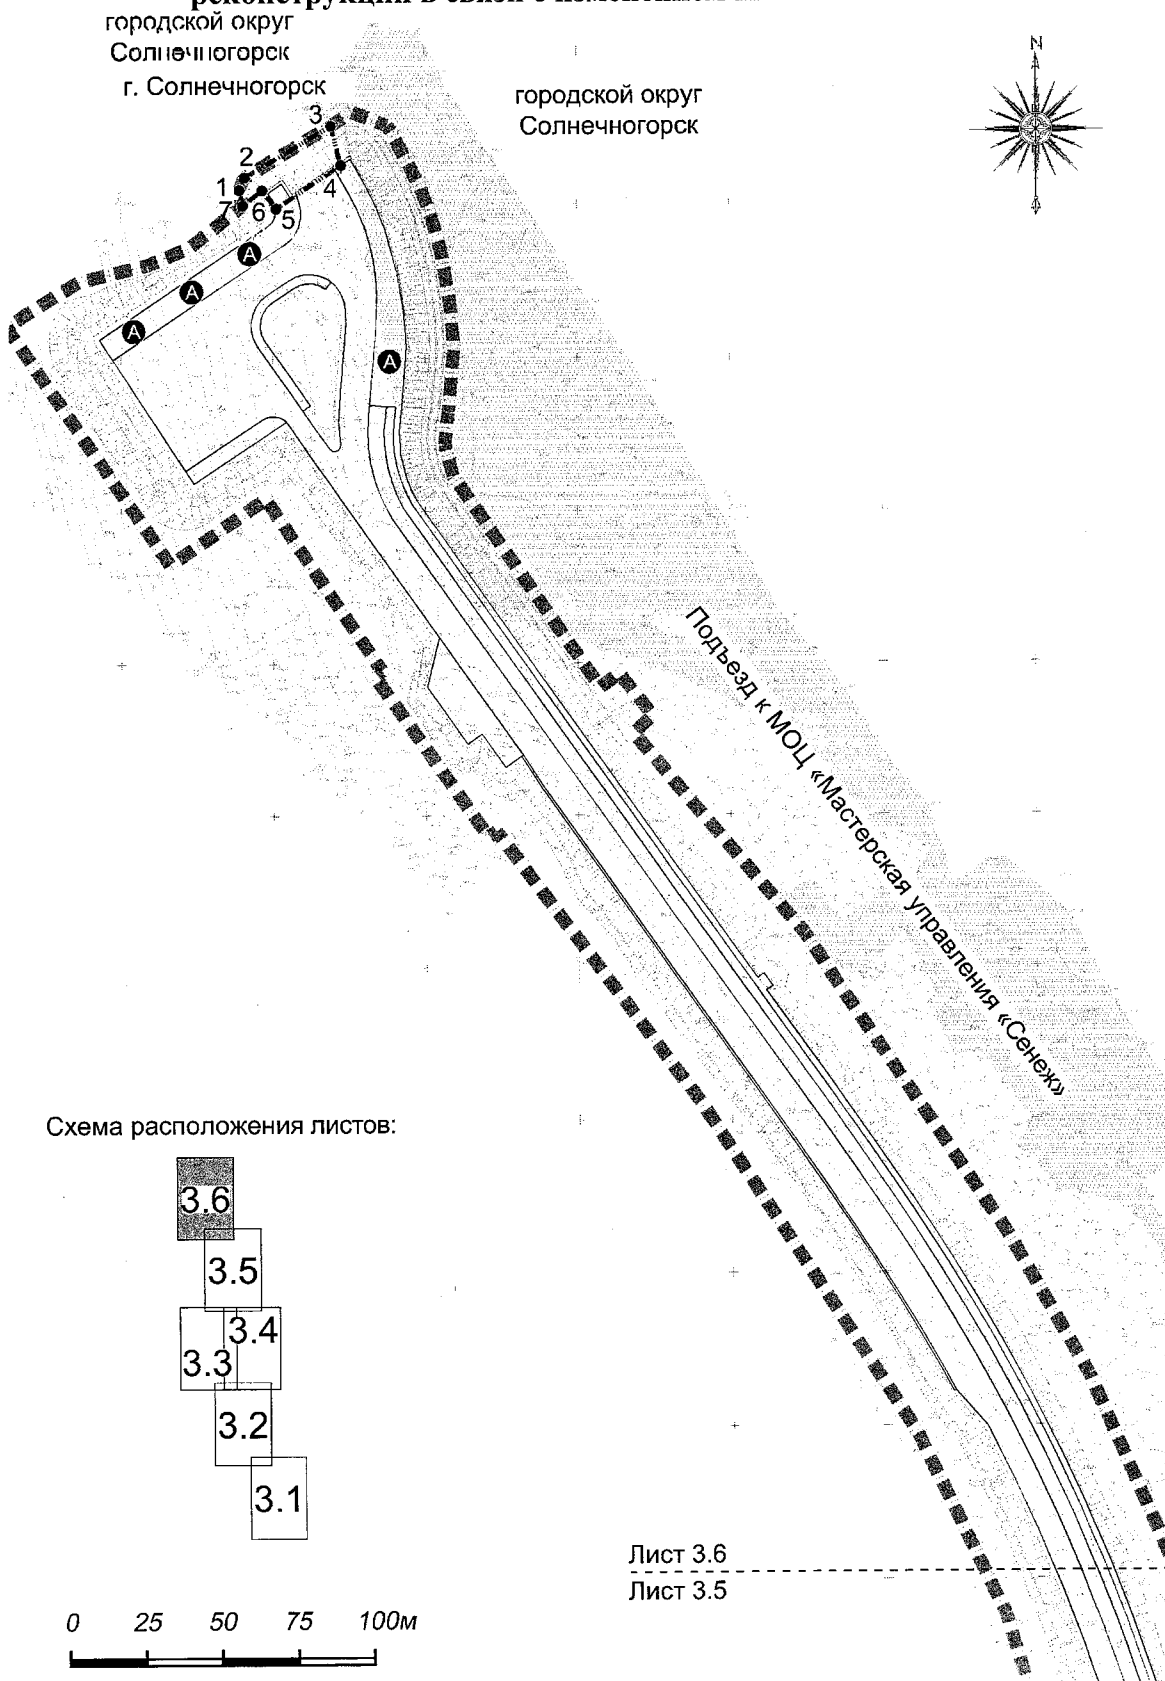 реконструкции в связи с
городской округ
Солнечногорск
г. Солнечногорск
городской округ
Солнечногорск
N
3
2
1
4
7
6
5
А
А
А
А
Подъезд к МОЦ «Мастерская управления «Сенеж»
Схема расположения листов:
3.6
3.5
3.4
3.3
3.2
3.1
Лист 3.6
Лист 3.5
0 25 50 75 100м